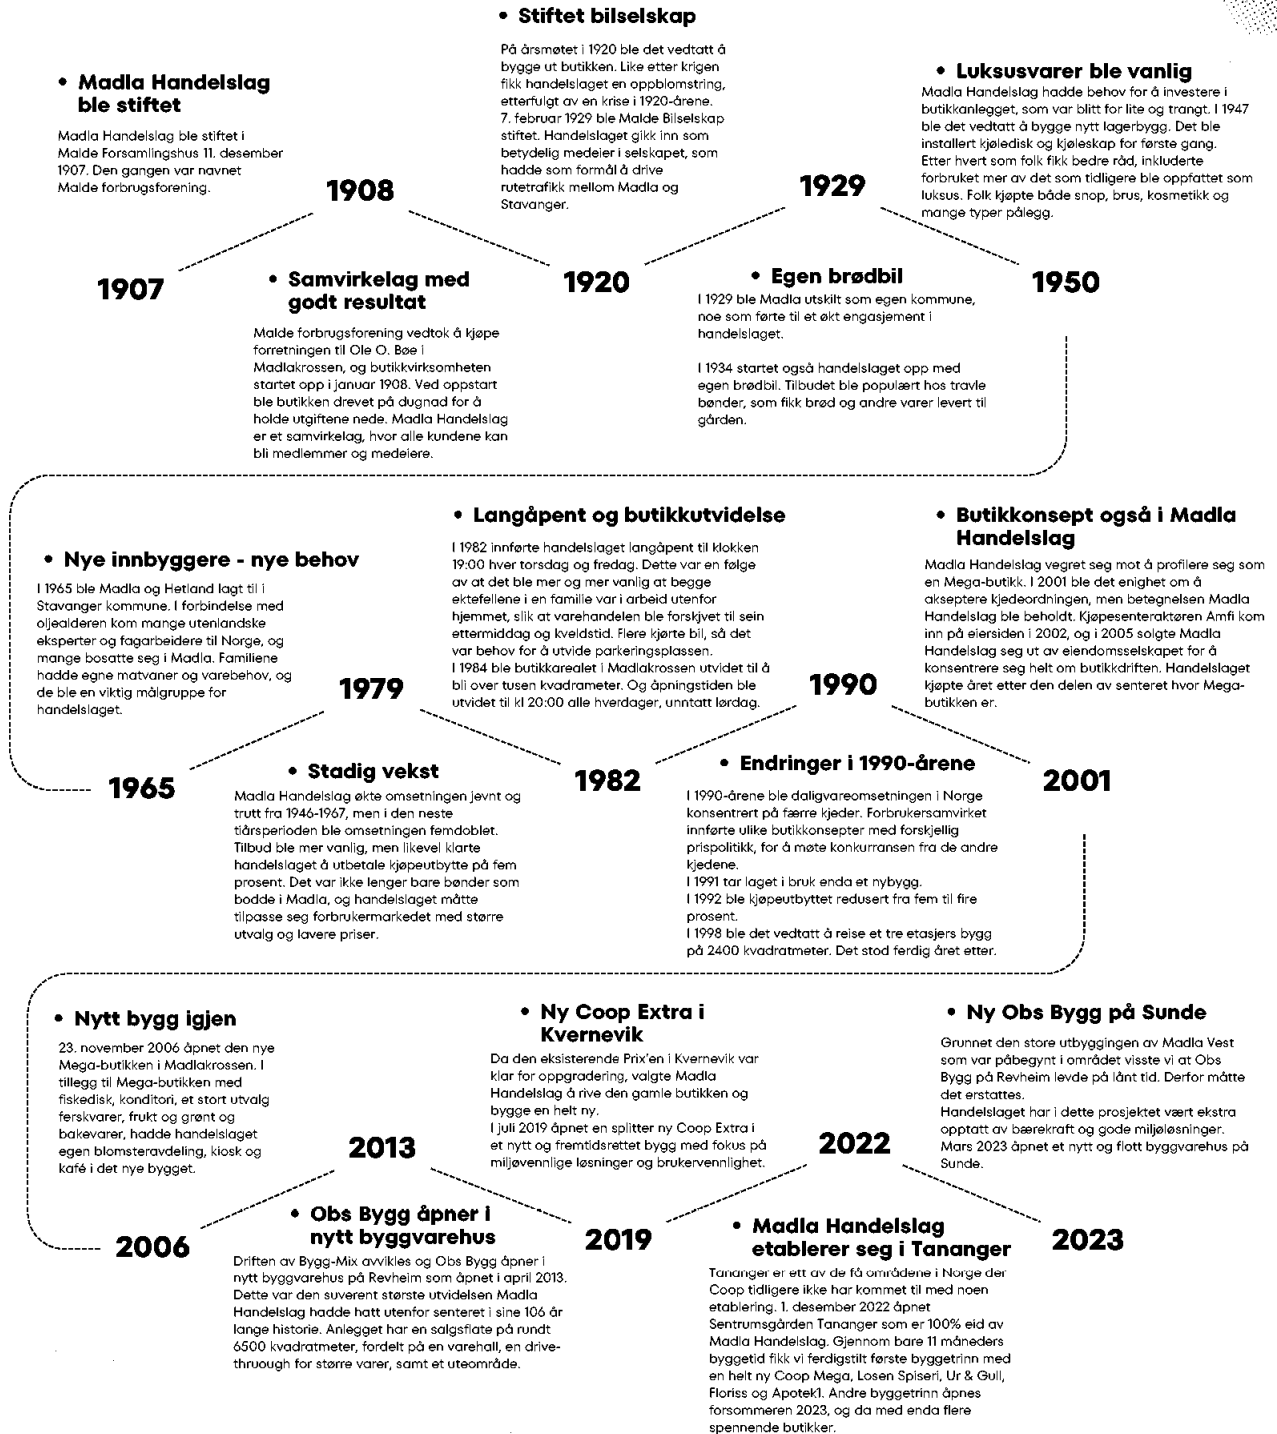 • Madla Handelslag
ble stiftet
Madla Handelslag ble stiftet i
Malde Forsamlingshus 11. desember
1907. Den gangen var navnet
Malde forbrugsforening.
1907
1908
• Samvirkelag med
godt resultat
Malde forbrugsforening vedtok å kjøpe
forretningen til Ole O. Bøe i
Madlakrossen, og butikkvirksomheten
startet opp i januar 1908. Ved oppstart
ble butikken drevet på dugnad for å
holde utgiftene nede. Madla Handelslag
er et samvirkelag, hvor alle kundene kan
bli medlemmer og medeiere.
• Stiftet bilselskap
På årsmøtet i 1920 ble det vedtatt å
bygge ut butikken. Like etter krigen
fikk handelslaget en oppblomstring,
etterfulgt av en krise i 1920-årene.
7. februar 1929 ble Malde Bilselskap
stiftet. Handelslaget gikk inn som
betydelig medeier i selskapet, som
hadde som formål å drive
rutetrafikk mellom Madla og
Stavanger.
1920
1929
• Egen brødbil
I 1929 ble Madla utskilt som egen kommune,
noe som førte til et økt engasjement i
handelslaget.
I 1934 startet også handelslaget opp med
egen brødbil. Tilbudet ble populært hos travle
bønder, som fikk brød og andre varer levert til
gården.
• Luksusvarer ble vanlig
Madla Handelslag hadde behov for å investere i
butikkanlegget, som var blitt for lite og trangt. I 1947
ble det vedtatt å bygge nytt lagerbygg. Det ble
installert kjøledisk og kjøleskap for første gang.
Etter hvert som folk fikk bedre råd, inkluderte
forbruket mer av det som tidligere ble oppfattet som
luksus. Folk kjøpte både snop, brus, kosmetikk og
mange typer pålegg.
1950
• Nye innbyggere - nye behov
I 1965 ble Madla og Hetland lagt til i
Stavanger kommune. I forbindelse med
oljealderen kom mange utenlandske
eksperter og fagarbeidere til Norge, og
mange bosatte seg i Madla. Familiene
hadde egne matvaner og varebehov, og
de ble en viktig målgruppe for
handelslaget.
1965
1979
• Stadig vekst
Madla Handelslag økte omsetningen jevnt og
trutt fra 1946-1967, men i den neste
tiårsperioden ble omsetningen femdoblet.
Tilbud ble mer vanlig, men likevel klarte
handelslaget å utbetale kjøpeutbytte på fem
prosent. Det var ikke lenger bare bønder som
bodde i Madla, og handelslaget måtte
tilpasse seg forbrukermarkedet med større
utvalg og lavere priser.
• Langåpent og butikkutvidelse
I 1982 innførte handelslaget langåpent til klokken
19:00 hver torsdag og fredag. Dette var en følge
av at det ble mer og mer vanlig at begge
ektefellene i en familie var i arbeid utenfor
hjemmet, slik at varehandelen ble forskjvet til sein
ettermiddag og kveldstid. Flere kjørte bil, så det
var behov for å utvide parkeringsplassen.
I 1984 ble butikkarealet i Madlakrossen utvidet til å
bli over tusen kvadrameter. Og åpningstiden ble
utvidet til kl 20:00 alle hverdager, unntatt lørdag.
1982
1990
• Endringer i 1990-årene
I 1990-årene ble daligvareomsetningen i Norge
konsentrert på færre kjeder. Forbrukersamvirket
innførte ulike butikkonsepter med forskjellig
prispolitikk, for å møte konkurransen fra de andre
kjedene.
I 1991 tar laget i bruk enda et nybygg.
I 1992 ble kjøpeutbyttet redusert fra fem til fire
prosent.
I 1998 ble det vedtatt å reise et tre etasjers bygg
på 2400 kvadratmeter. Det stod ferdig året etter.
• Butikkonsept også i Madla
Handelslag
Madla Handelslag vegret seg mot å profilere seg som
en Mega-butikk. I 2001 ble det enighet om å
akseptere kjedeordningen, men betegnelsen Madla
Handelslag ble beholdt. Kjøpesenteraktøren Amfi kom
inn på eiersiden i 2002, og i 2005 solgte Madla
Handelslag seg ut av eiendomsselskapet for å
konsentrere seg helt om butikkdriften. Handelslaget
kjøpte året etter den delen av senteret hvor Mega-
butikken er.
2001
• Nytt bygg igjen
23. november 2006 åpnet den nye
Mega-butikken i Madlakrossen. I
tillegg til Mega-butikken med
fiskedisk, konditori, et stort utvalg
ferskvarer, frukt og grønt og
bakevarer, hadde handelslaget
egen blomsteravdeling, kiosk og
kafé i det nye bygget.
2006
2013
• Obs Bygg åpner i
nytt byggvarehus
Driften av Bygg-Mix avvikles og Obs Bygg åpner i
nytt byggvarehus på Revheim som åpnet i april 2013.
Dette var den suverent største utvidelsen Madla
Handelslag hadde hatt utenfor senteret i sine 106 år
lange historie. Anlegget har en salgsflate på rundt
6500 kvadratmeter, fordelt på en varehall, en drive-
thruough for større varer, samt et uteområde.
• Ny Coop Extra i
Kvernevik
Da den eksisterende Prix'en i Kvernevik var
klar for oppgradering, valgte Madla
Handelslag å rive den gamle butikken og
bygge en helt ny.
I juli 2019 åpnet en splitter ny Coop Extra i
et nytt og fremtidsrettet bygg med fokus på
miljøvennlige løsninger og brukervennlighet.
2019
2022
• Madla Handelslag
etablerer seg i Tananger
Tananger er ett av de få områdene i Norge der
Coop tidligere ikke har kommet til med noen
etablering. 1. desember 2022 åpnet
Sentrumsgården Tananger som er 100% eid av
Madla Handelslag. Gjennom bare 11 måneders
byggetid fikk vi ferdigstilt første byggetrinn med
en helt ny Coop Mega, Losen Spiseri, Ur & Gull,
Floriss og Apotek1. Andre byggetrinn åpnes
forsommeren 2023, og da med enda flere
spennende butikker.
• Ny Obs Bygg på Sunde
Grunnet den store utbyggingen av Madla Vest
som var påbegynt i området visste vi at Obs
Bygg på Revheim levde på lånt tid. Derfor måtte
det erstattes.
Handelslaget har i dette prosjektet vært ekstra
opptatt av bærekraft og gode miljøløsninger.
Mars 2023 åpnet et nytt og flott byggvarehus på
Sunde.
2023